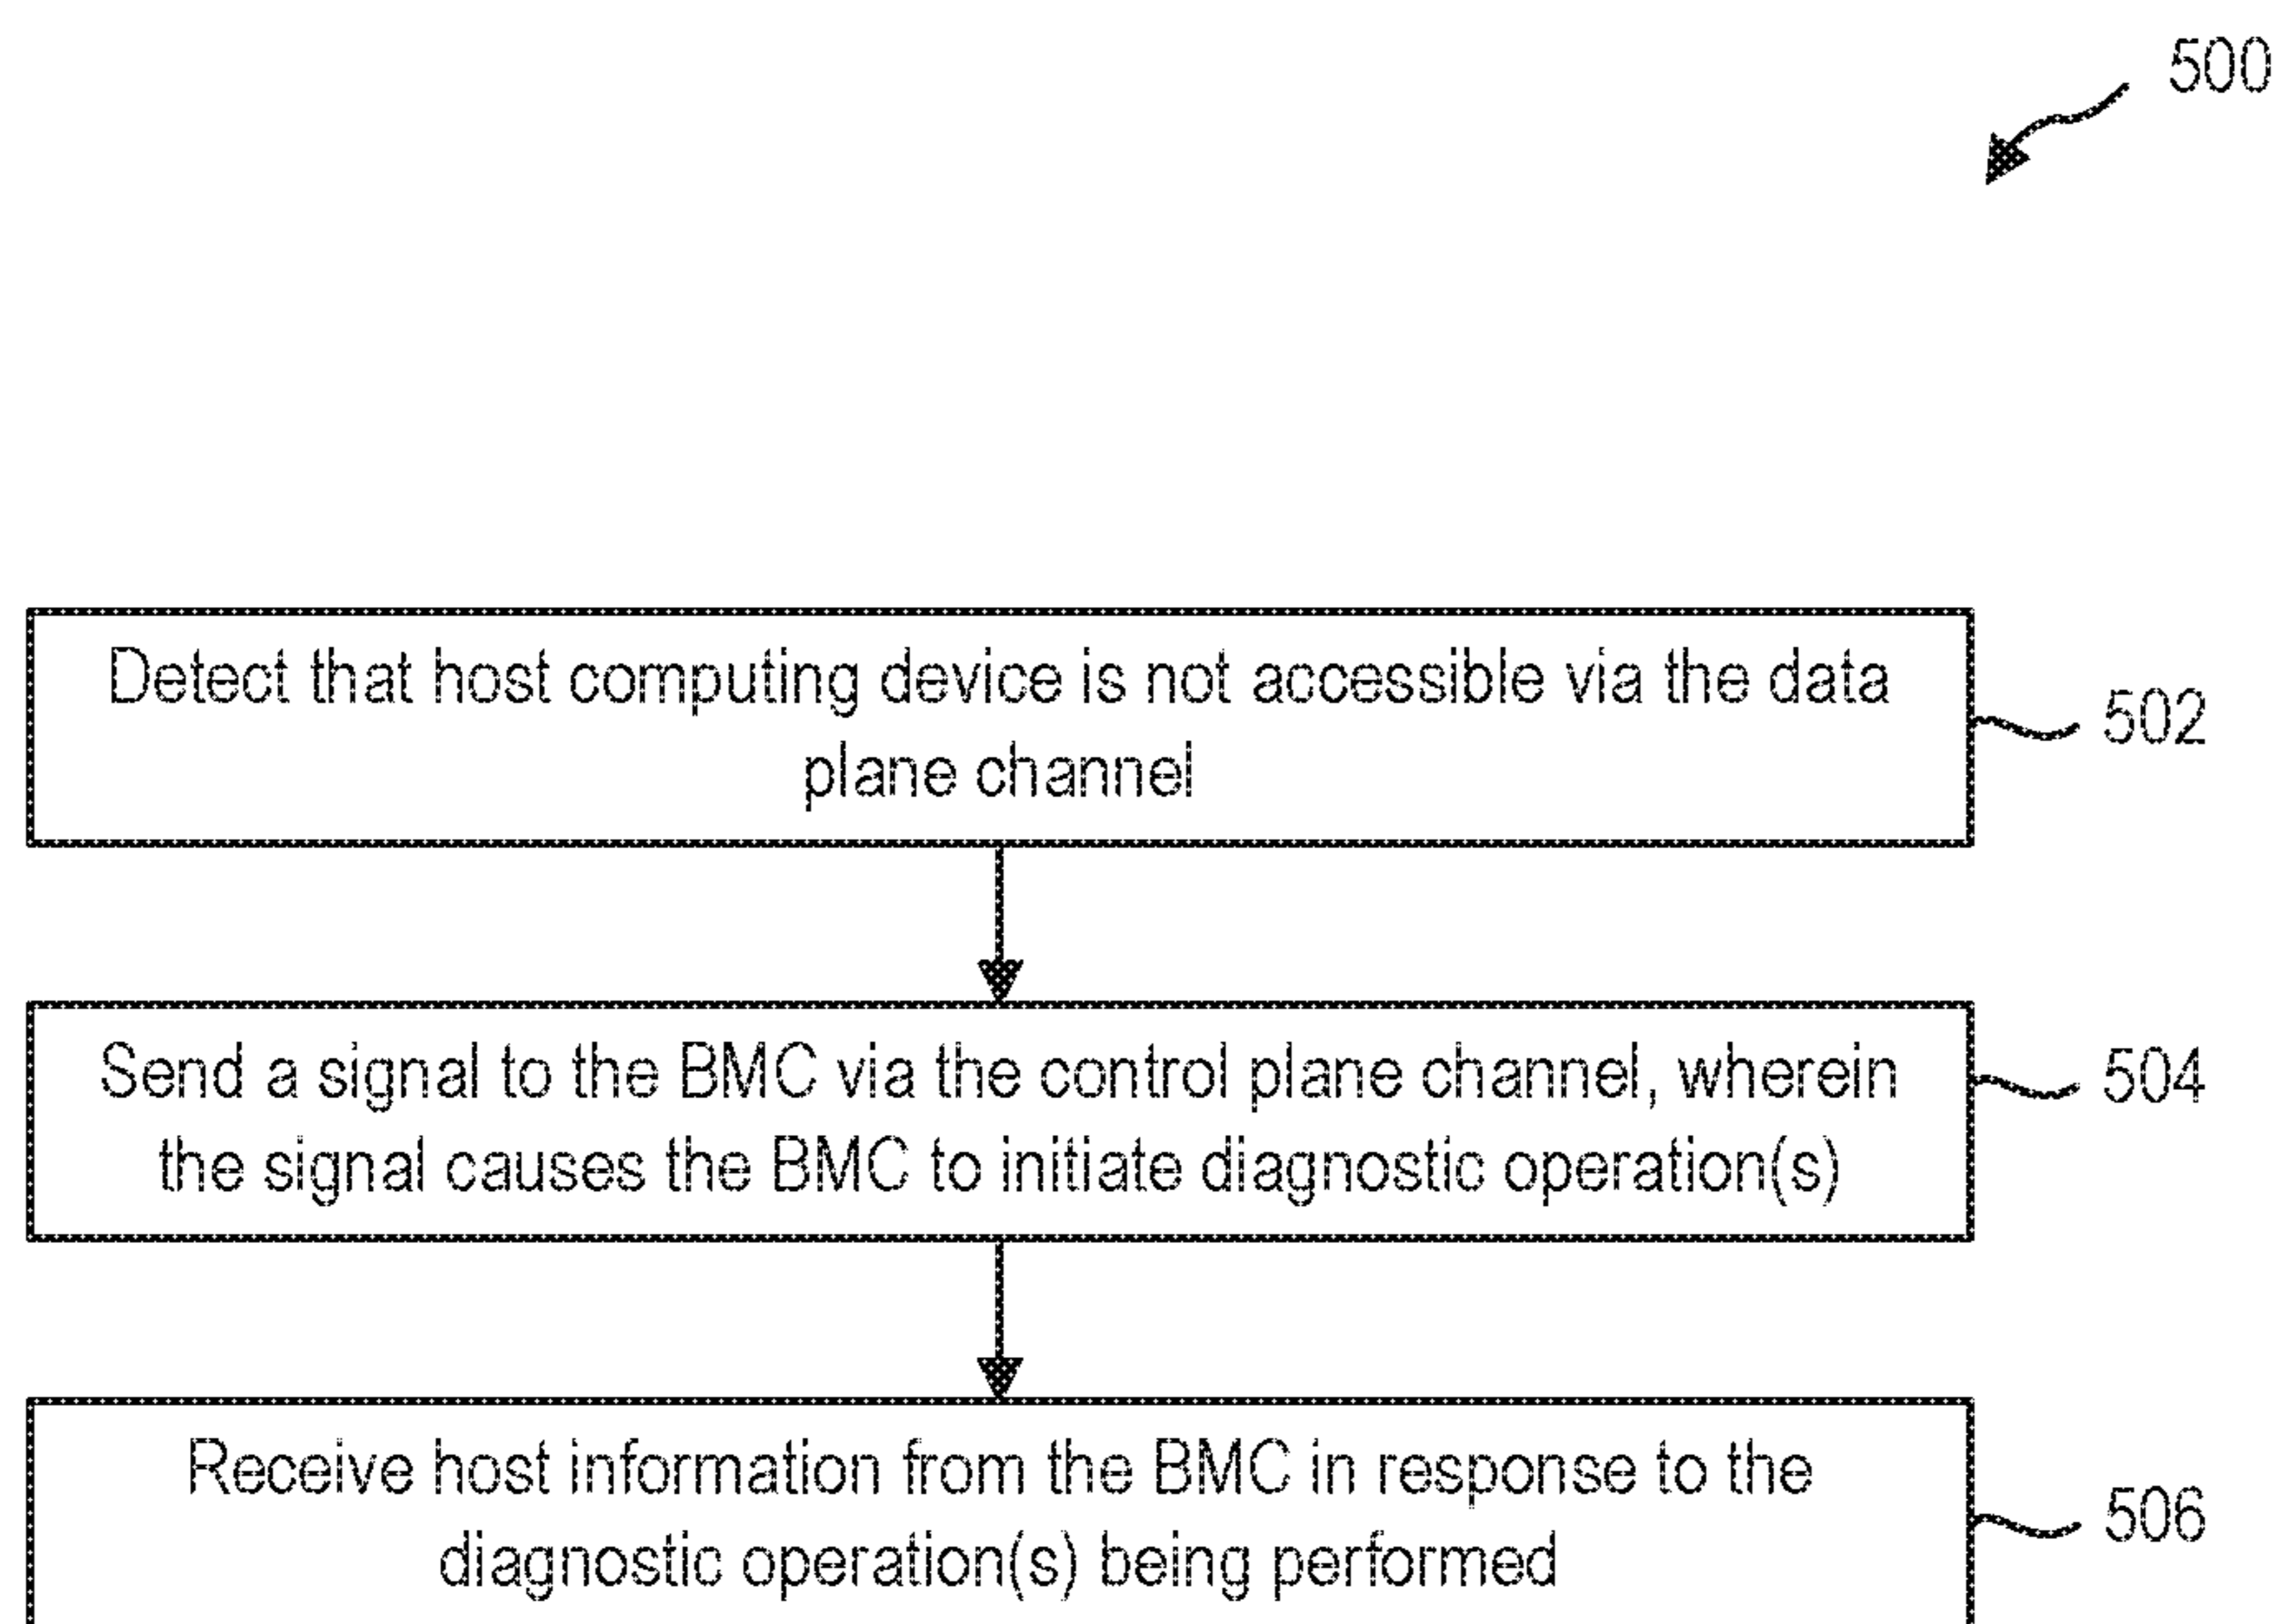 500
Detect that host computing device is not accessible via the data
plane channel
502
Send a signal to the BMC via the control plane channel, wherein
the signal causes the BMC to initiate diagnostic operation(s)
504
Receive host information from the BMC in response to the
diagnostic operation(s) being performed
506